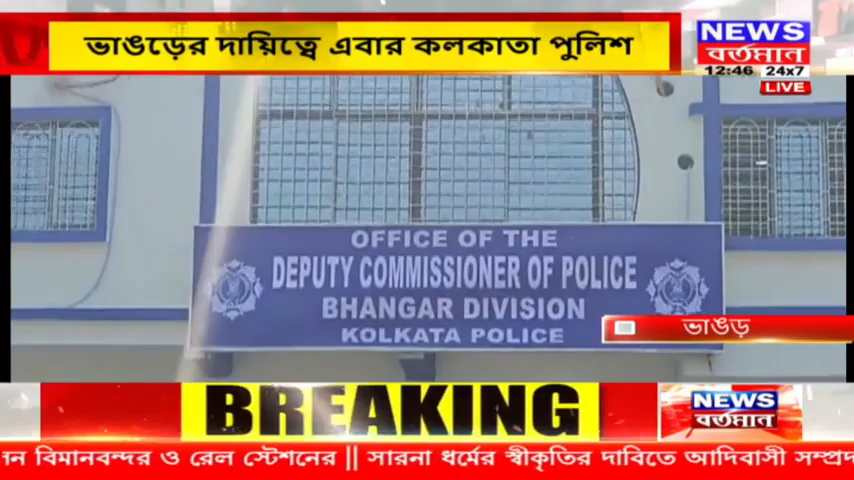 ভাঙড়ের দায়িত্বে এবার কলকাতা পুলিশ
NEWS
বর্তমান
12:46 24x7
LIVE
OFFICE OF THE
DEPUTY COMMISSIONER OF POLICE
BHANGAR DIVISION
KOLKATA POLICE
ভাঙড়
BREAKING
NEWS
বর্তমান
বিমানবন্দর ও রেল স্টেশনের || সারনা ধর্মের স্বীকৃতির দাবিতে আদিবাসী